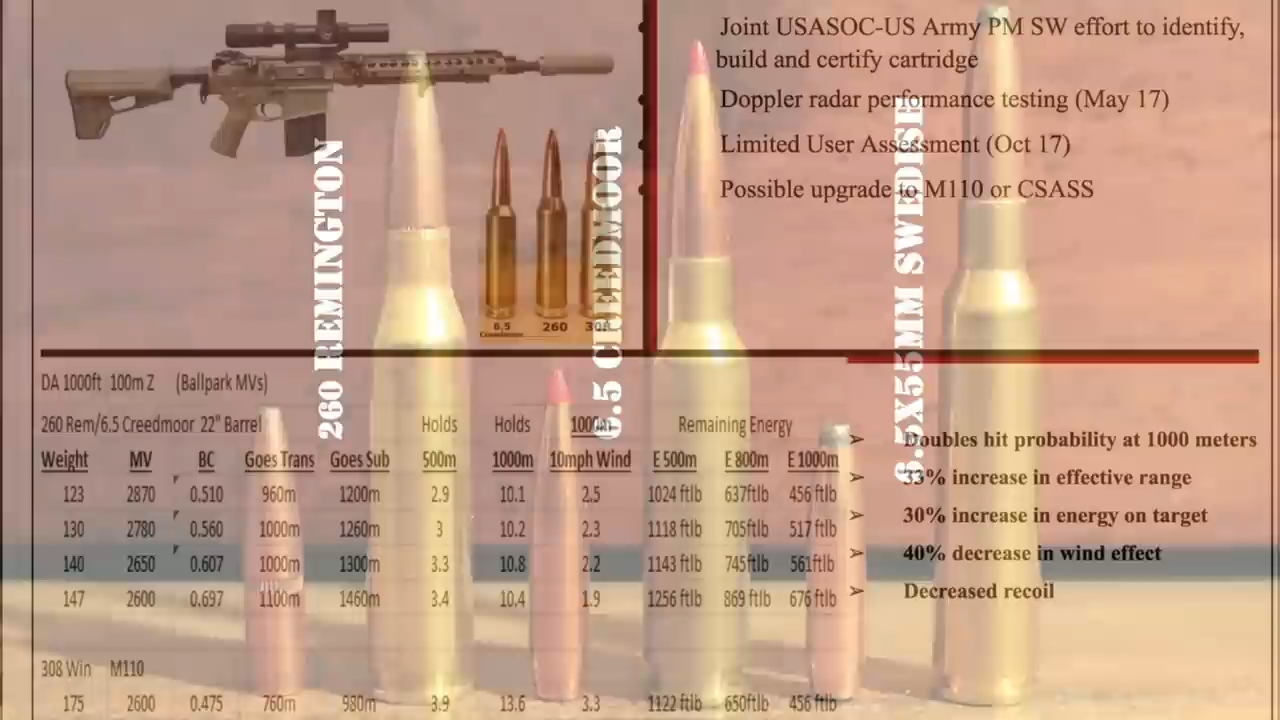 Joint USASOC-US Army PM SW effort to identify,
build and certify cartridge
Doppler radar performance testing (May 17)
Limited User Assessment (Oct 17)
Possible upgrade to M110 or CSASS
260 REMINGTON
6.5 CREEDMOOR
6.5X55MM SWEDISH
6.5 260 308
Creedmoor
DA 1000ft 100m Z (Ballpark MVs)
260 Rem/6.5 Creedmoor 22" Barrel Holds Holds 1000m Remaining Energy
Weight MV BC Goes Trans Goes Sub 500m 1000m 10mph Wind E 500m E 800m E 1000m
123 2870 0.510 960m 1200m 2.9 10.1 2.5 1024 ftlb 637ftlb 456 ftlb
130 2780 0.560 1000m 1260m 3 10.2 2.3 1118 ftlb 705ftlb 517 ftlb
140 2650 0.607 1000m 1300m 3.3 10.8 2.2 1143 ftlb 745ftlb 561ftlb
147 2600 0.697 1100m 1460m 3.4 10.4 1.9 1256 ftlb 869 ftlb 676 ftlb
308 Win M110
175 2600 0.475 760m 980m 3.9 13.6 3.3 1122 ftlb 650ftlb 456 ftlb
Doubles hit probability at 1000 meters
33% increase in effective range
30% increase in energy on target
40% decrease in wind effect
Decreased recoil